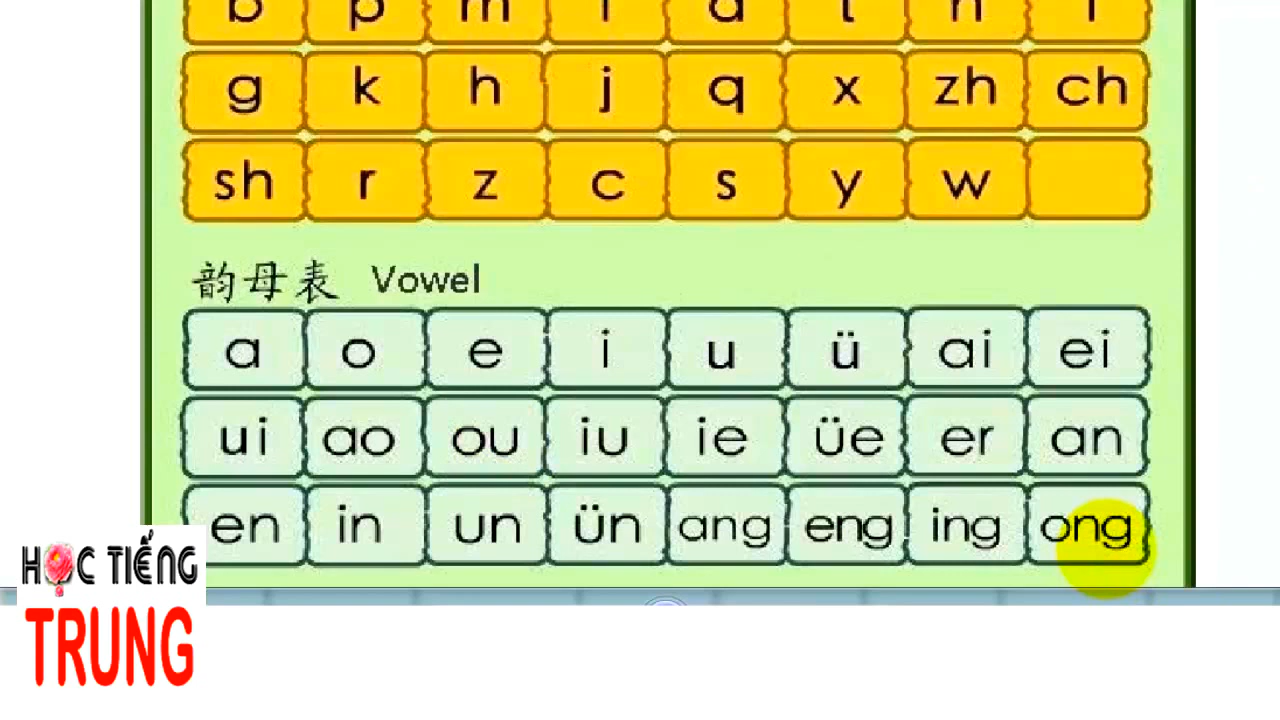 b p m f d t n l
g k h j q x zh ch
sh r z c s y w
韵母表 Vowel
a o e i u ü ai ei
ui ao ou iu ie üe er an
en in un ün ang eng ing ong
HỌC TIẾNG
TRUNG